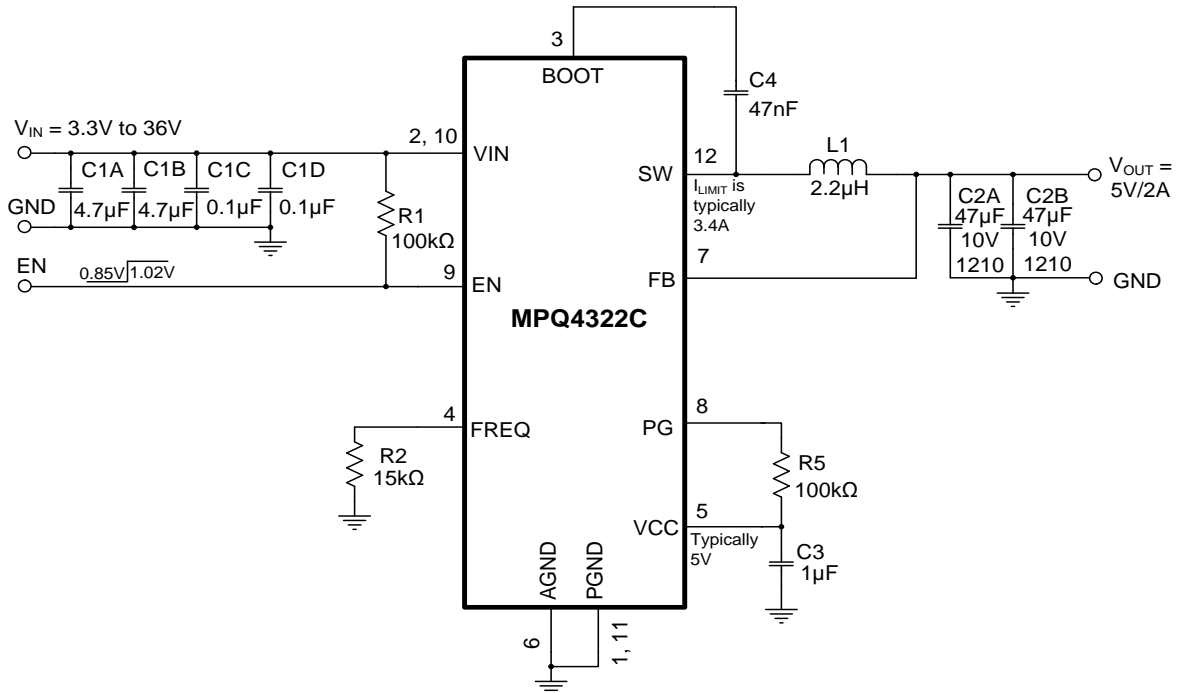 3
BOOT
C4
47nF
V_IN = 3.3V to 36V
2, 10
VIN
C1A
C1B
C1C
C1D
4.7µF
4.7µF
0.1µF
0.1µF
GND
R1
100kΩ
12
SW
I_LIMIT is
typically
3.4A
L1
2.2µH
V_OUT =
5V/2A
C2A
47µF
10V
1210
C2B
47µF
10V
1210
GND
EN
0.85V
1.02V
9
EN
7
FB
MPQ4322C
4
FREQ
R2
15kΩ
8
PG
R5
100kΩ
5
VCC
Typically
5V
C3
1µF
AGND
PGND
6
1, 11